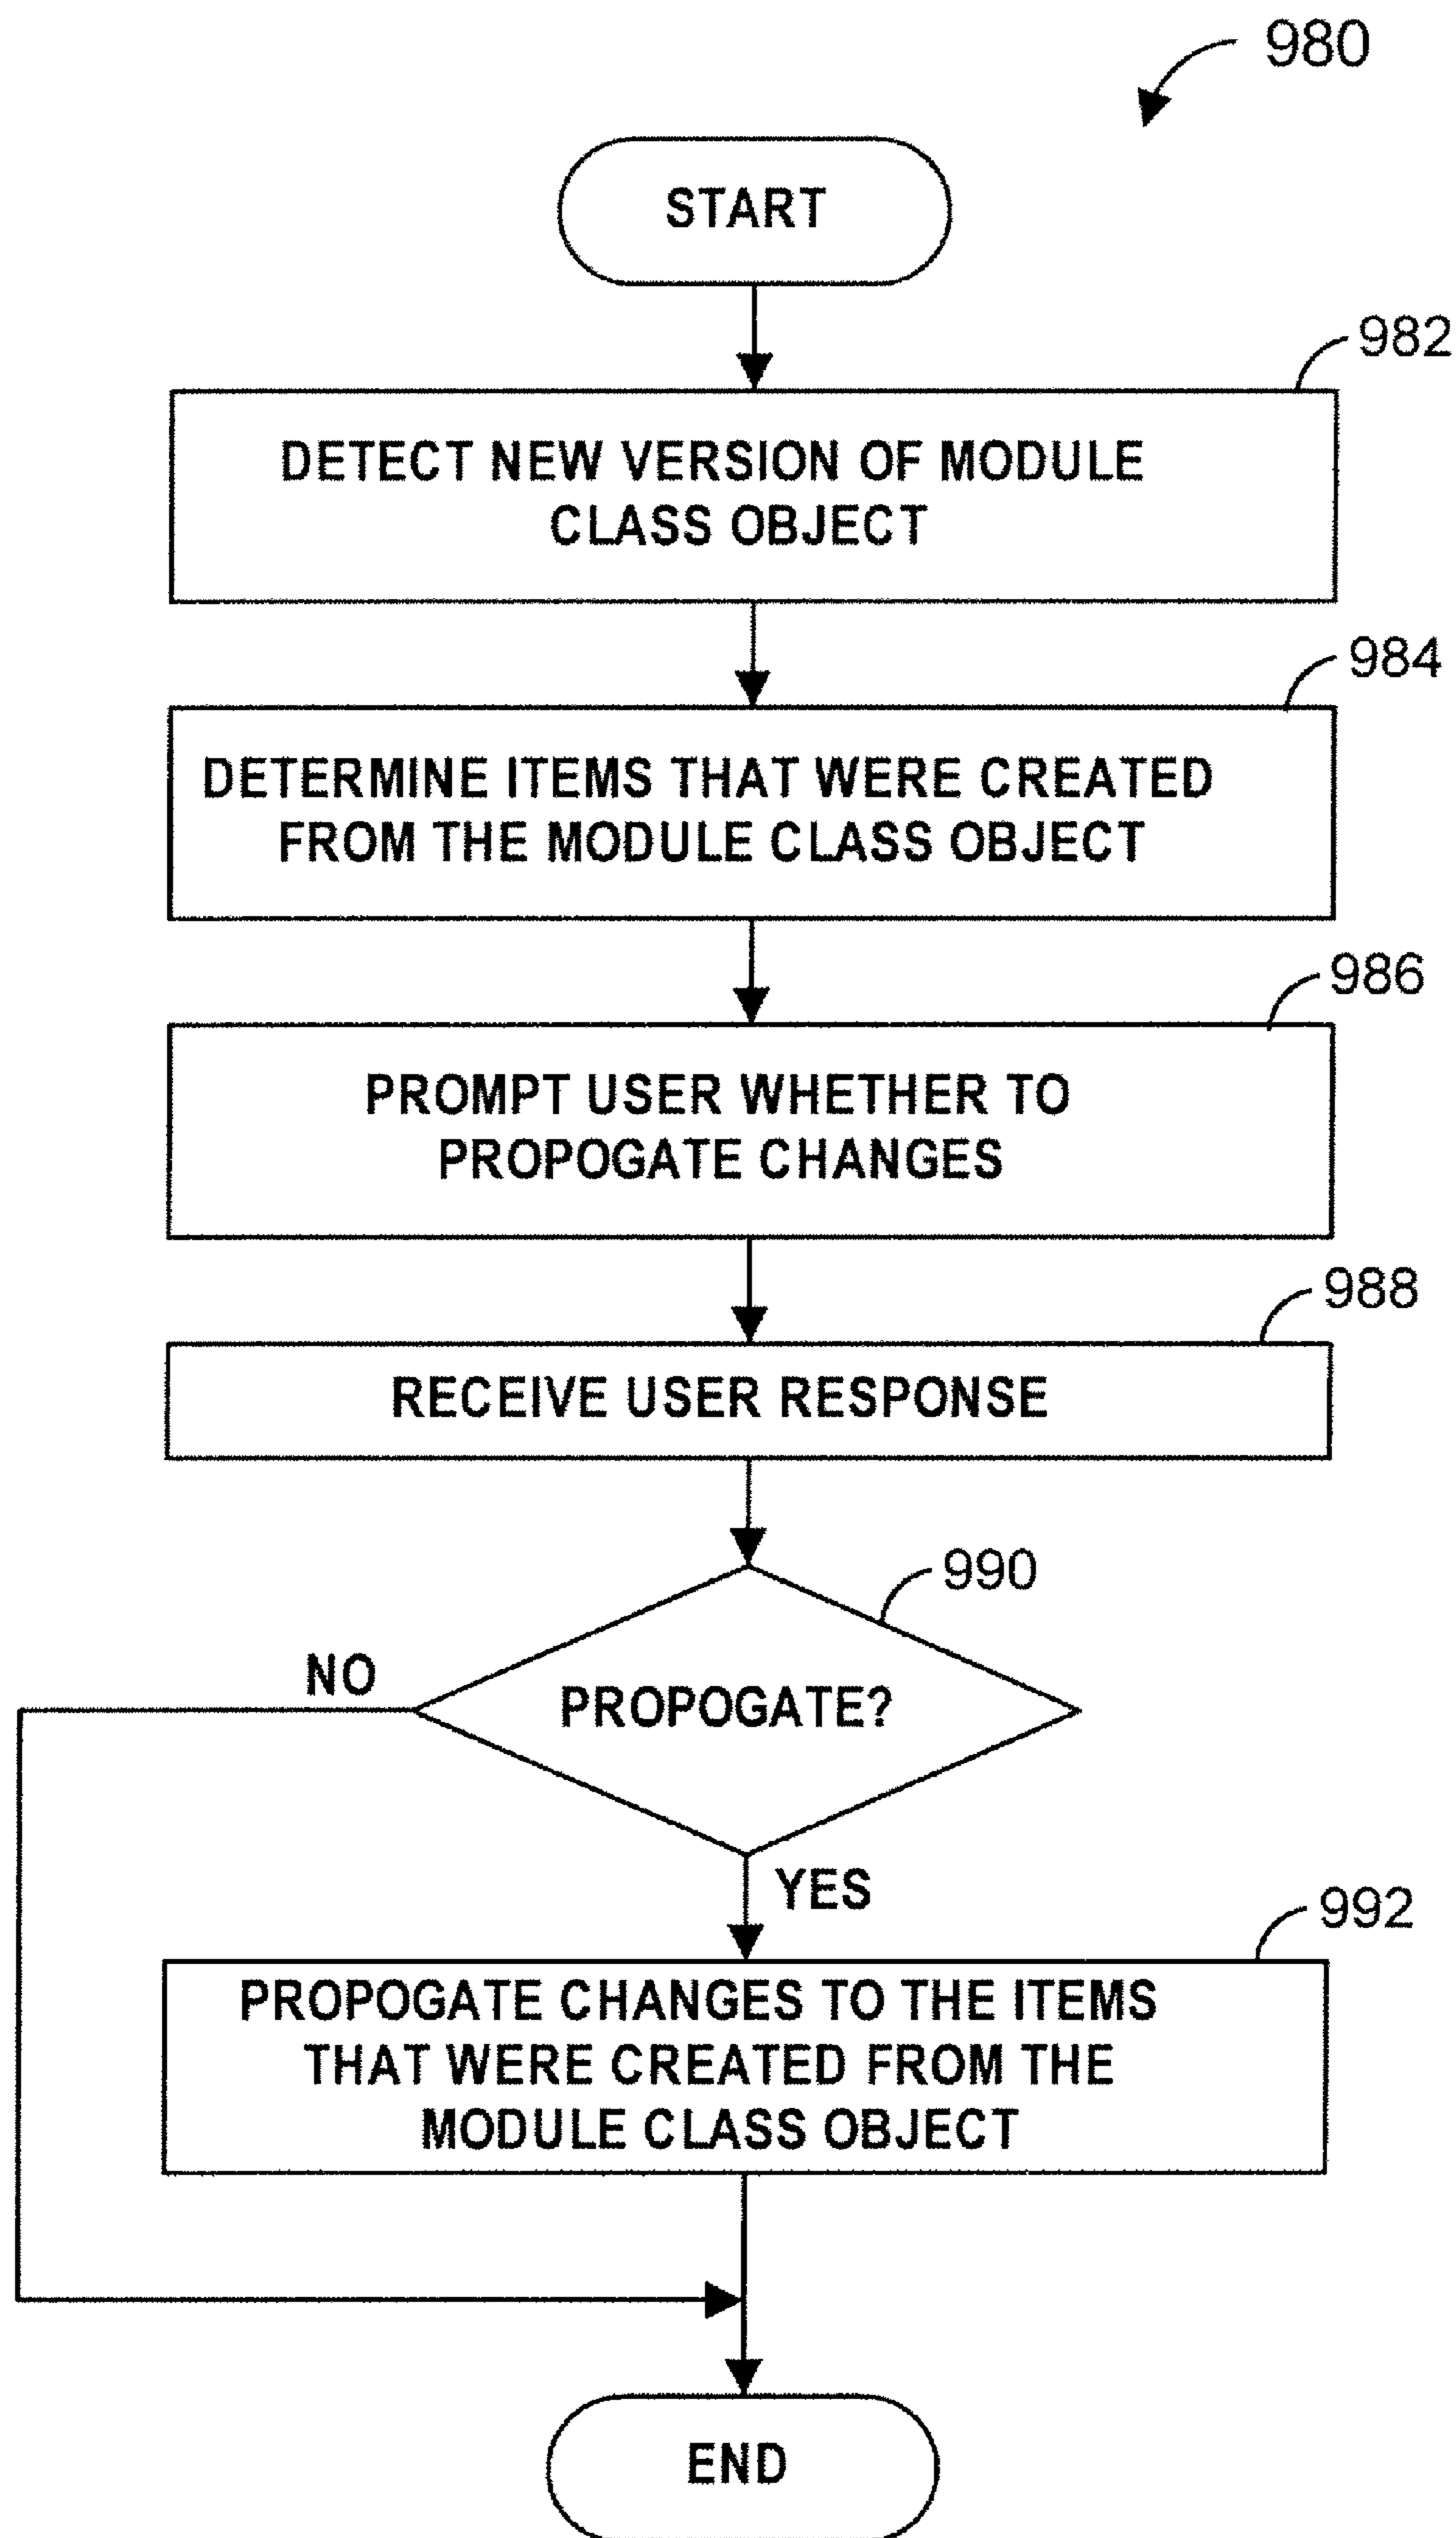 980
START
982
DETECT NEW VERSION OF MODULE
CLASS OBJECT
984
DETERMINE ITEMS THAT WERE CREATED
FROM THE MODULE CLASS OBJECT
986
PROMPT USER WHETHER TO
PROPOGATE CHANGES
988
RECEIVE USER RESPONSE
990
NO
PROPOGATE?
YES
992
PROPOGATE CHANGES TO THE ITEMS
THAT WERE CREATED FROM THE
MODULE CLASS OBJECT
END